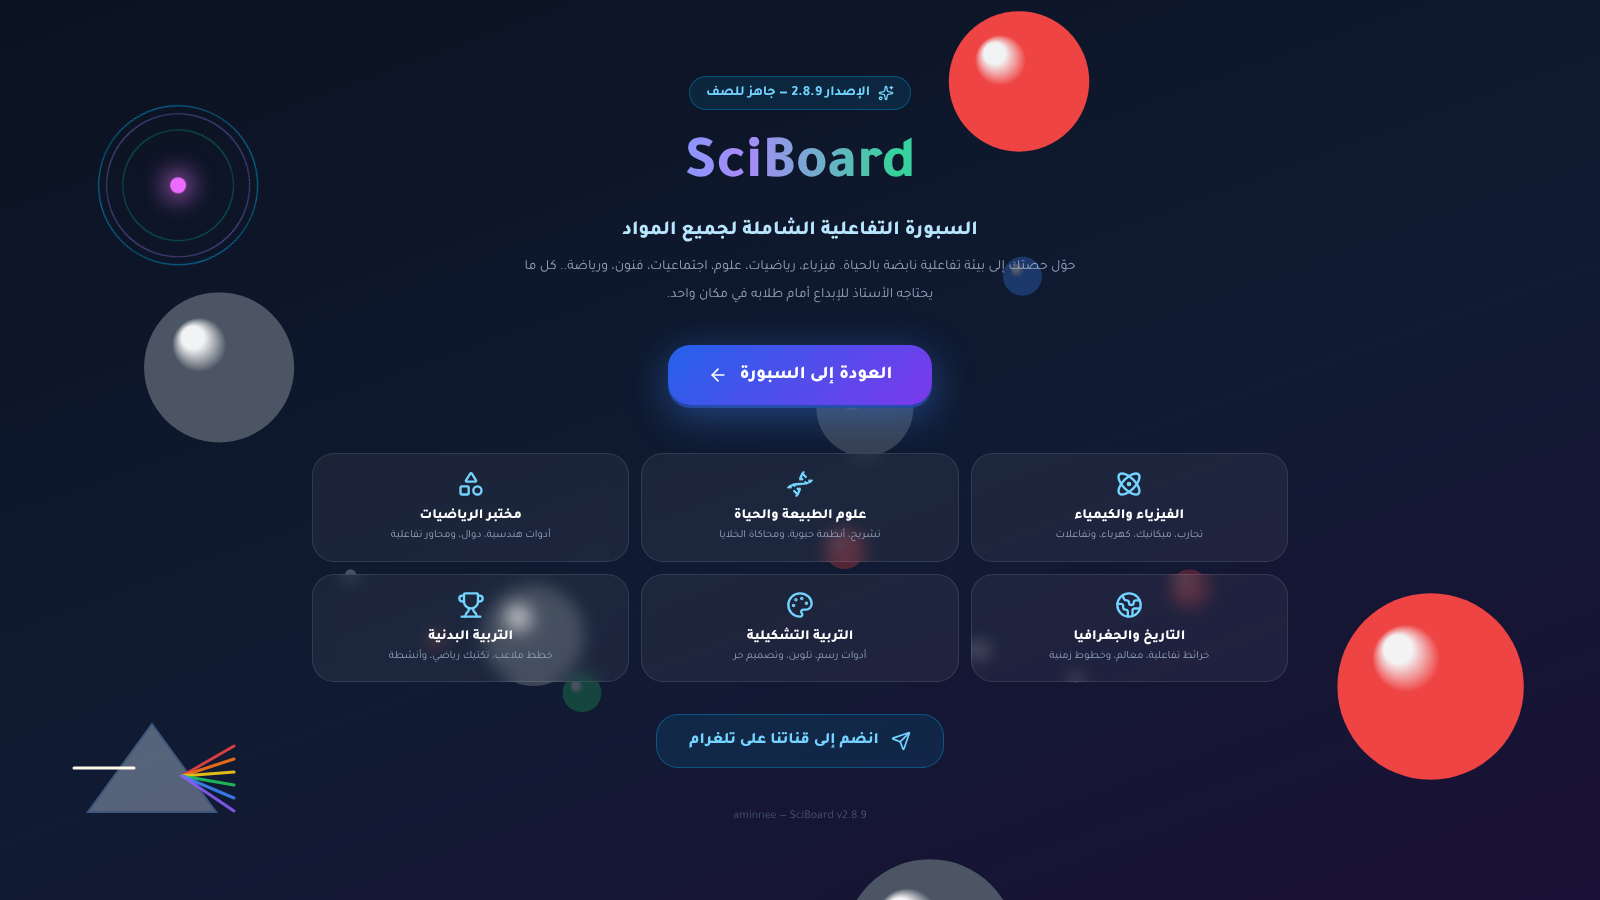 الإصدار 2.8.9 — جاهز للصف
SciBoard
السبورة التفاعلية الشاملة لجميع المواد
حوّل حصتك إلى بيئة تفاعلية نابضة بالحياة. فيزياء، رياضيات، علوم، اجتماعيات، فنون، ورياضة.. كل ما
يحتاجه الأستاذ للإبداع أمام طلابه في مكان واحد.
العودة إلى السبورة
الفيزياء والكيمياء
تجارب، ميكانيك، كهرباء، وتفاعلات
علوم الطبيعة والحياة
تشريح، أنظمة حيوية، ومحاكاة الخلايا
مختبر الرياضيات
أدوات هندسية، دوال، ومحاور تفاعلية
التاريخ والجغرافيا
خرائط تفاعلية، معالم، وخطوط زمنية
التربية التشكيلية
أدوات رسم، تلوين، وتصميم حر
التربية البدنية
خطط ملاعب، تكتيك رياضي، وأنشطة
انضم إلى قناتنا على تلغرام
aminnee — SciBoard v2.8.9